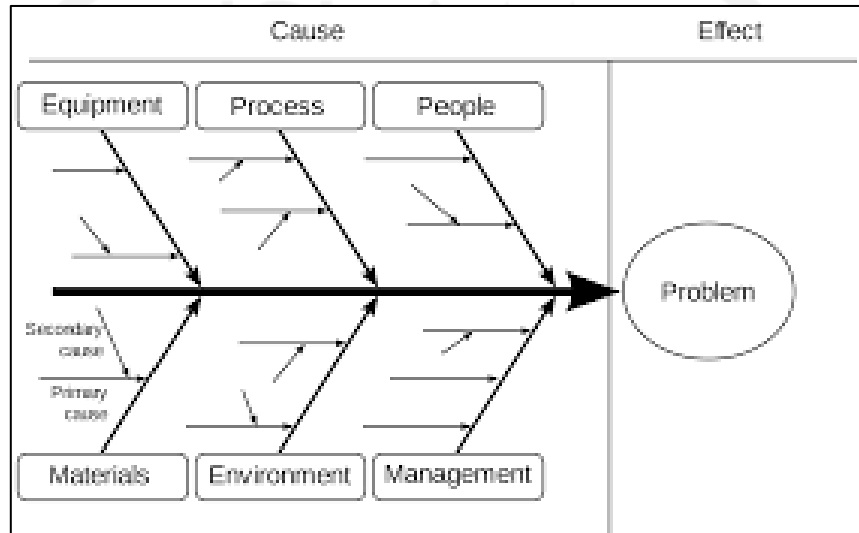 Cause
Effect
Equipment
Process
People
Problem
Secondary
cause
Primary
cause
Materials
Environment
Management